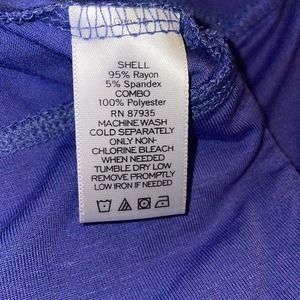 SHELL
95% Rayon
5% Spandex
COMBO
100% Polyester
RN 87935
MACHINE WASH
COLD SEPARATELY
ONLY NON-
CHLORINE BLEACH
WHEN NEEDED
TUMBLE DRY LOW
REMOVE PROMPTLY
LOW IRON IF NEEDED